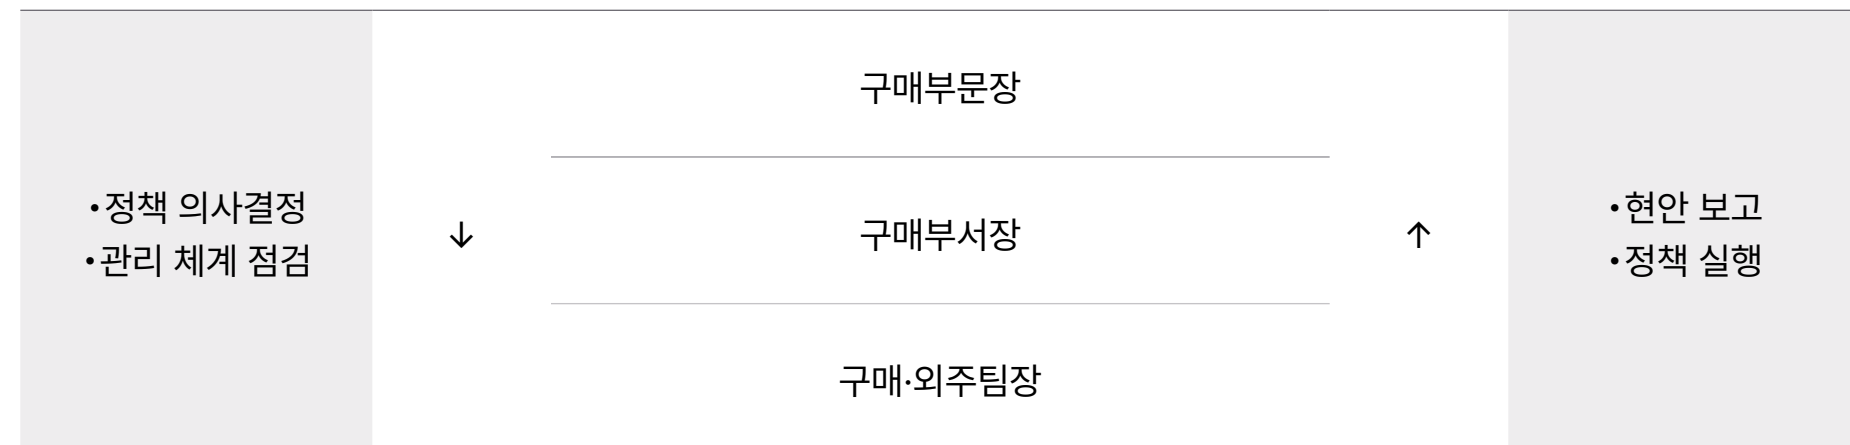 •정책 의사결정
•관리 체계 점검
↓
구매부문장
구매부서장
구매·외주팀장
↑
•현안 보고
•정책 실행